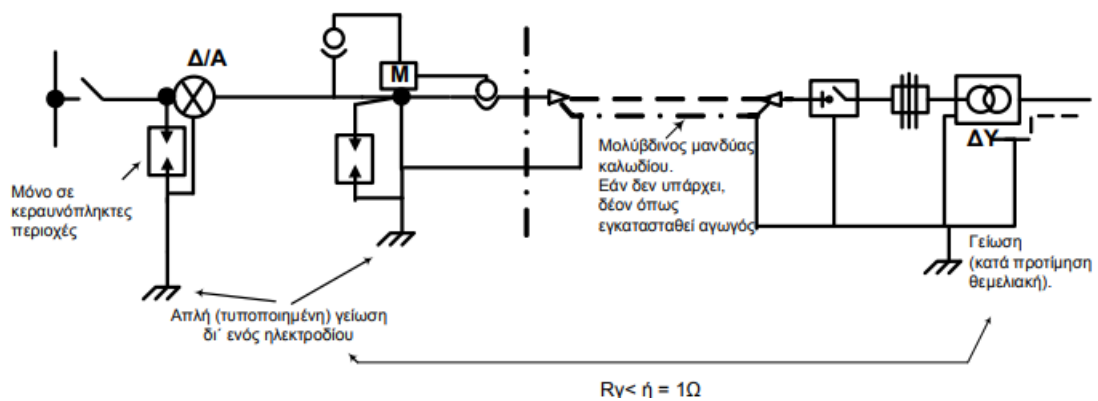 Δ/Α
Μ
ΔΥ
Μόνο σε
κεραυνόπληκτες
περιοχές
Μολύβδινος μανδύας
καλωδίου.
Εάν δεν υπάρχει,
δέον όπως
εγκατασταθεί αγωγός
Γείωση
(κατά προτίμηση
θεμελιακή).
Απλή (τυποποιημένη) γείωση
δι΄ ενός ηλεκτροδίου
Rγ< ή = 1Ω